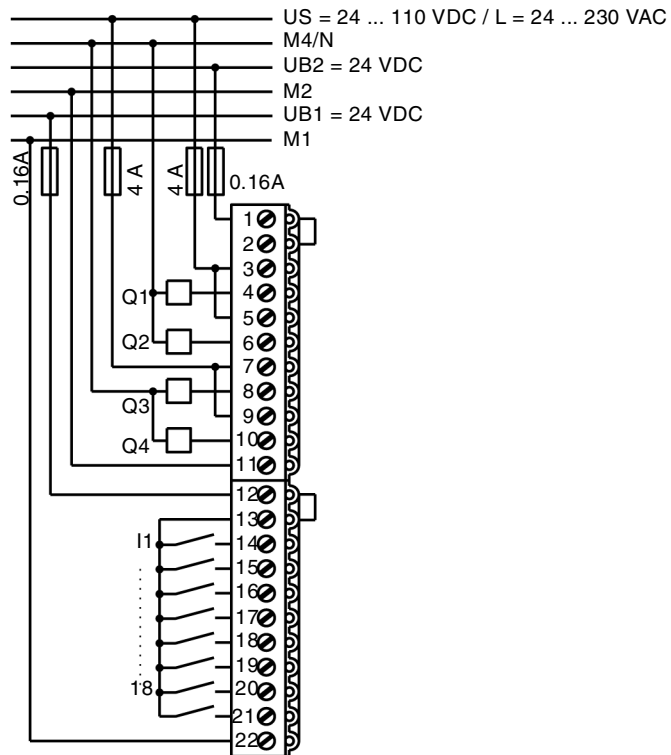 US = 24 ... 110 VDC / L = 24 ... 230 VAC
M4/N
UB2 = 24 VDC
M2
UB1 = 24 VDC
M1
0.16A
4 A
4 A
0.16A
1
2
3
Q1
4
5
Q2
6
7
8
Q3
9
Q4
10
11
12
13
I1
14
15
16
17
18
19
18
20
21
22